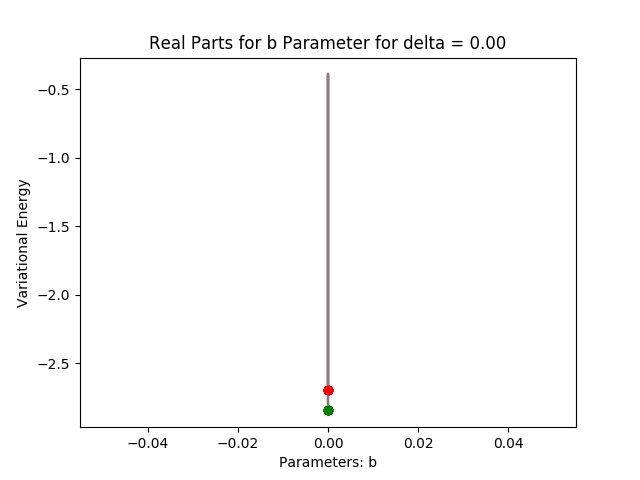 Real Parts for b Parameter for delta = 0.00
−0.5
−1.0
−1.5
−2.0
−2.5
Variational Energy
−0.04 −0.02 0.00 0.02 0.04
Parameters: b